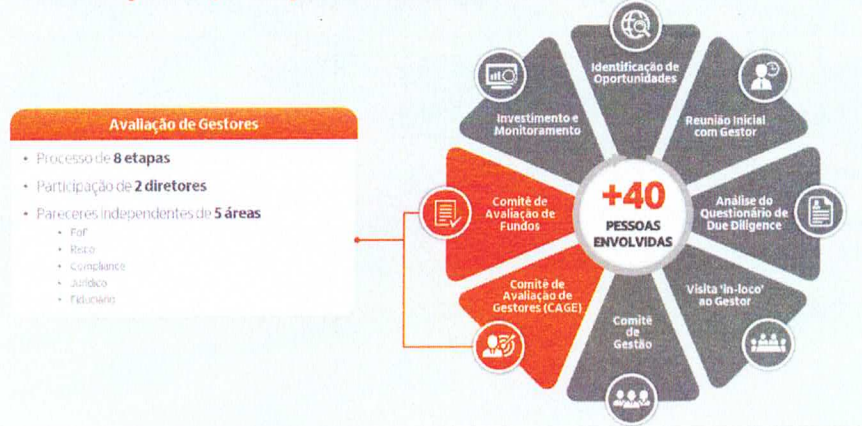 Avaliação de Gestores
• Processo de 8 etapas
• Participação de 2 diretores
• Pareceres independentes de 5 áreas
• FoF
• Risco
• Compliance
• Jurídico
• Fiduciário
Identificação de
Oportunidades
Reunião Inicial
com Gestor
Análise do
Questionário de
Due Diligence
Visita 'in-loco'
ao Gestor
Comitê
de
Gestão
Comitê de
Avaliação de
Gestores (CAGE)
Comitê de
Avaliação de
Fundos
Investimento e
Monitoramento
+40
PESSOAS
ENVOLVIDAS